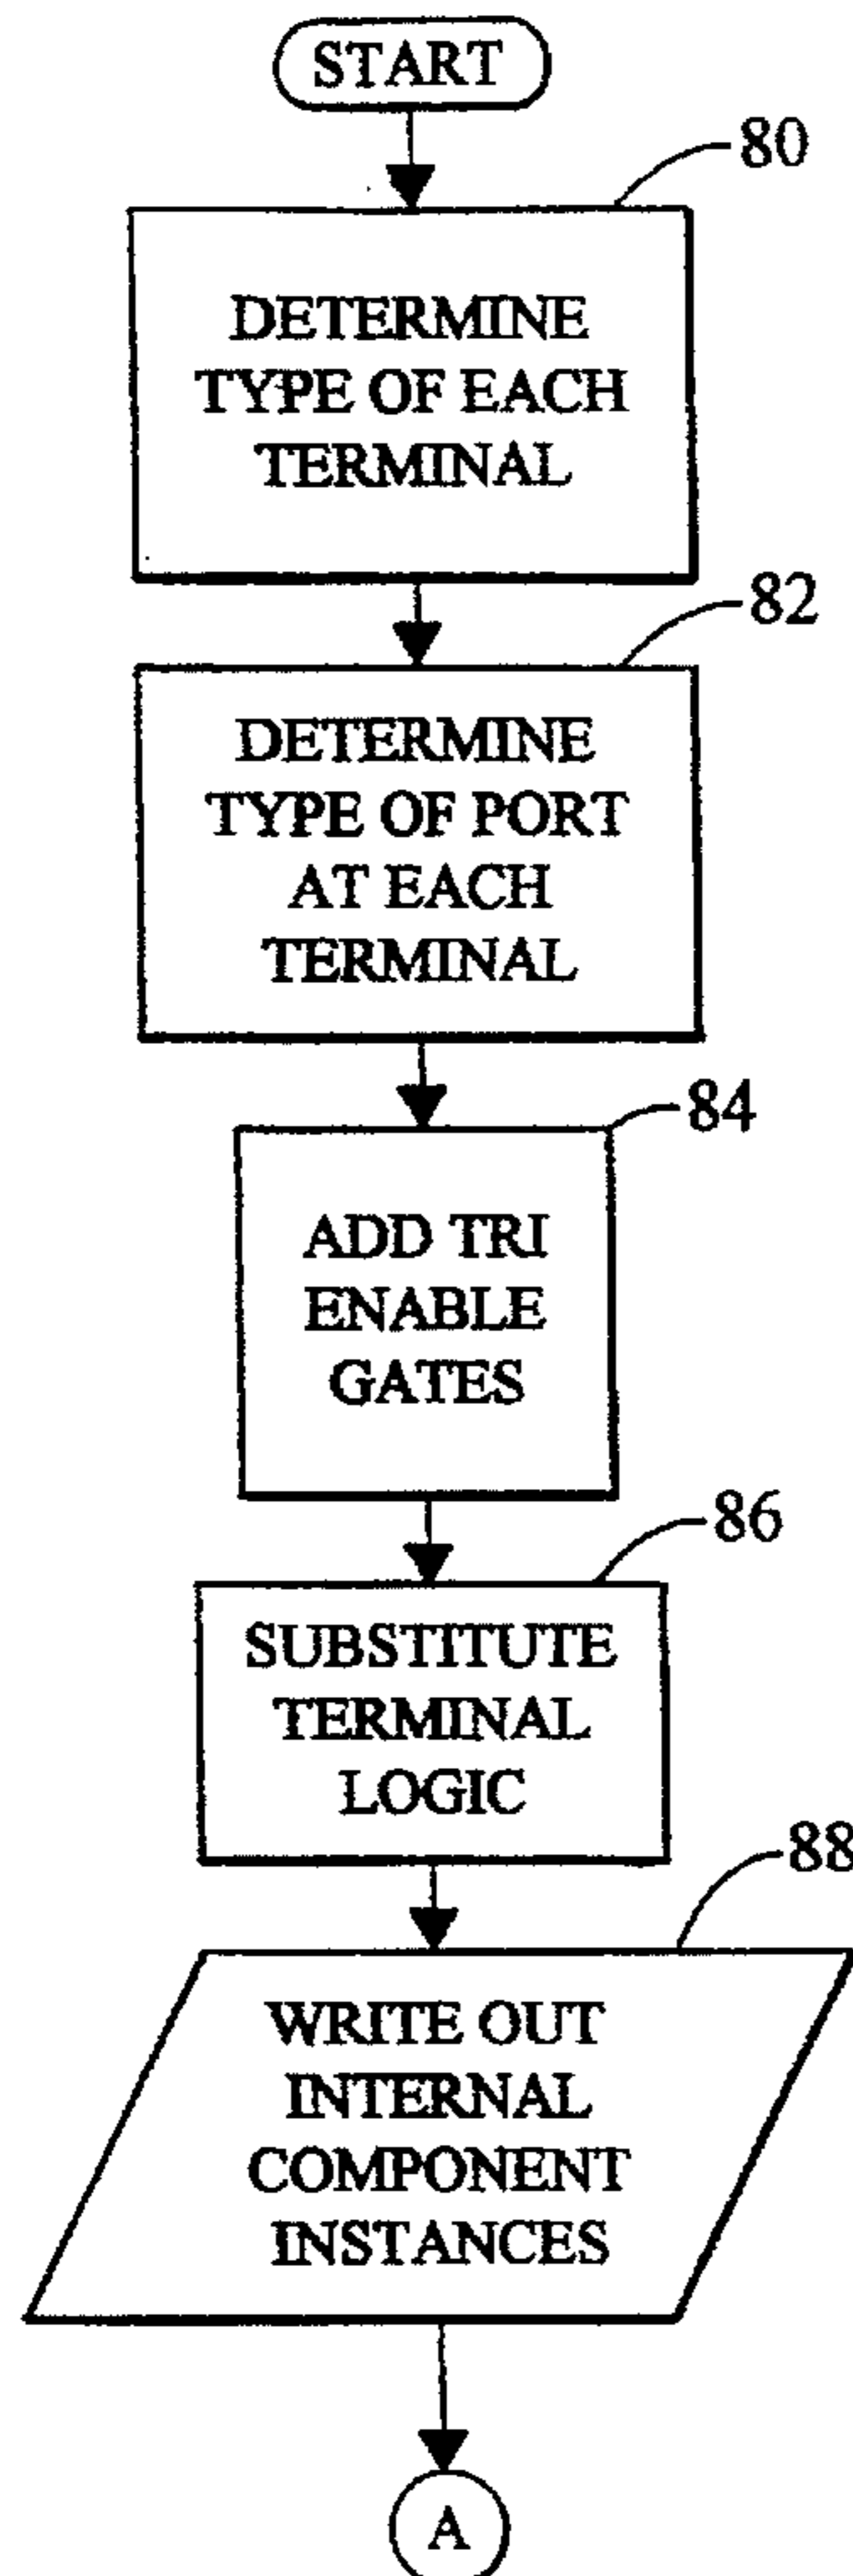 START
80
DETERMINE
TYPE OF EACH
TERMINAL
82
DETERMINE
TYPE OF PORT
AT EACH
TERMINAL
84
ADD TRI
ENABLE
GATES
86
SUBSTITUTE
TERMINAL
LOGIC
88
WRITE OUT
INTERNAL
COMPONENT
INSTANCES
A